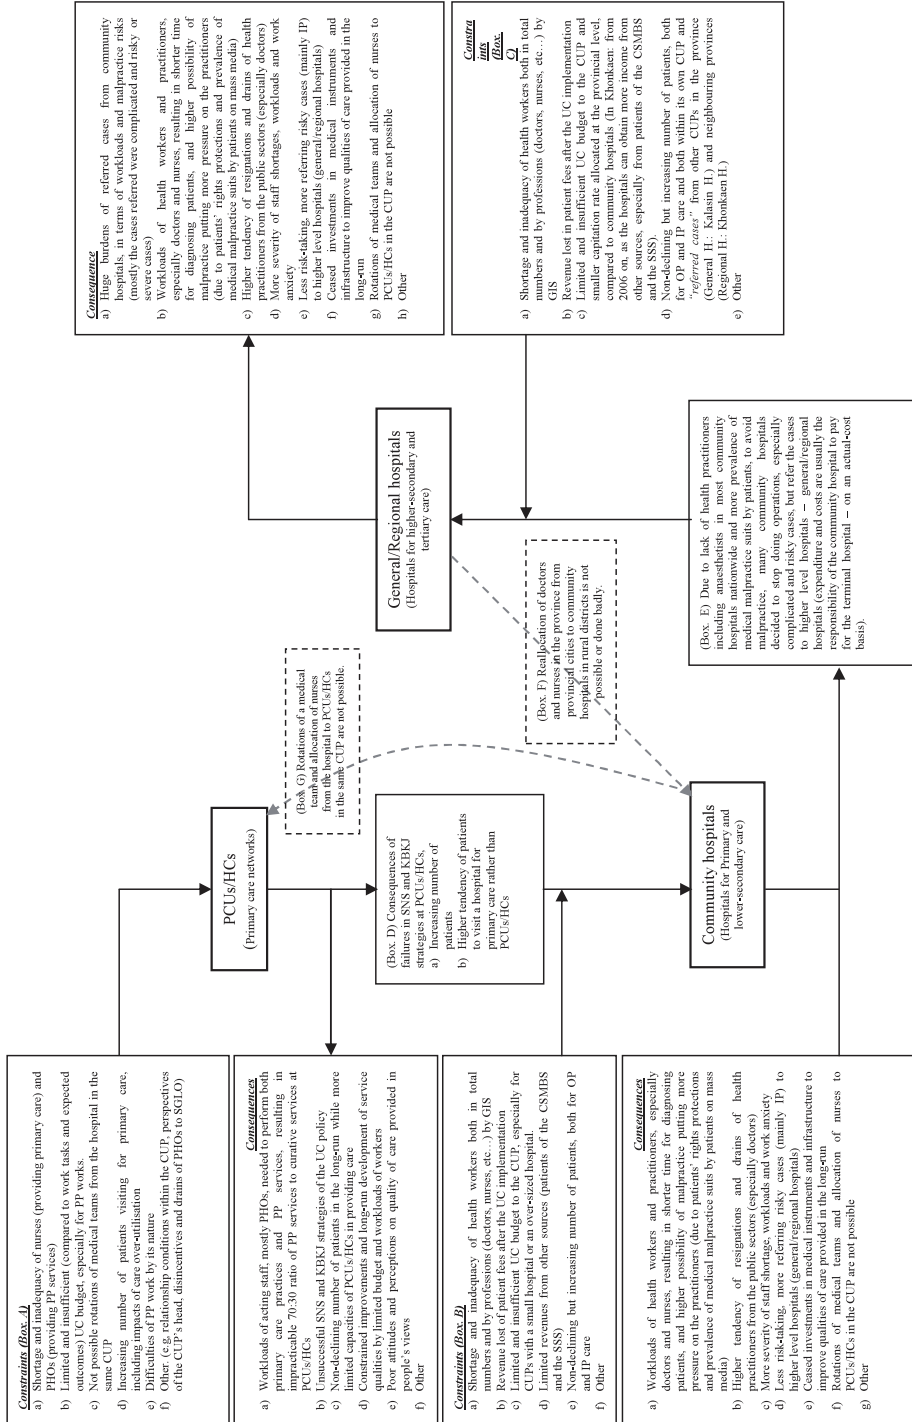 Constraints (Box. A)
a) Shortage and inadequacy of nurses (providing primary care) and
PHOs (providing PP services)
b) Limited and insufficient (compared to work tasks and expected
outcomes) UC budget, especially for PP works.
c) Not possible rotations of medical teams from the hospital in the
same CUP
d) Increasing number of patients visiting for primary care,
including impacts of care over-utilisation
e) Difficulties of PP work by its nature
f) Other. (e.g. relationship conditions within the CUP, perspectives
of the CUP's head, disincentives and drains of PHOs to SGLO)
Consequences
a) Workloads of acting staff, mostly PHOs, needed to perform both
primary care practices and PP services, resulting in
impracticable 70:30 ratio of PP services to curative services at
PCUs/HCs
b) Unsuccessful SNS and KBKJ strategies of the UC policy
c) Non-declining number of patients in the long-run while more
limited capacities of PCUs/HCs in providing care
d) Constrained improvements and long-run development of service
qualities by limited budget and workloads of workers
e) Poor attitudes and perceptions on quality of care provided in
people's views
f) Other
Constraints (Box. B)
a) Shortage and inadequacy of health workers both in total
numbers and by professions (doctors, nurses, etc...) by GIS
b) Revenue lost of patient fees after the UC implementation
c) Limited and insufficient UC budget to the CUP, especially for
CUPs with a small hospital or an over-sized hospital.
d) Limited revenues from other sources (patients of the CSMBS
and the SSS)
e) Non-declining but increasing number of patients, both for OP
and IP care
f) Other
Consequences
a) Workloads of health workers and practitioners, especially
doctors and nurses, resulting in shorter time for diagnosing
patients, and higher possibility of malpractice putting more
pressure on the practitioners (due to patients' rights protections
and prevalence of medical malpractice suits by patients on mass
media)
b) Higher tendency of resignations and drains of health
practitioners from the public sectors (especially doctors)
c) More severity of staff shortage, workloads and work anxiety
d) Less risk-taking, more referring risky cases (mainly IP) to
higher level hospitals (general/regional hospitals)
e) Ceased investments in medical instruments and infrastructure to
improve qualities of care provided in the long-run
f) Rotations of medical teams and allocation of nurses to
PCUs/HCs in the CUP are not possible
g) Other
PCUs/HCs
(Primary care networks)
(Box. D) Consequences of
failures in SNS and KBKJ
strategies at PCUs/HCs,
a) Increasing number of
patients
b) Higher tendency of patients
to visit a hospital for
primary care rather than
PCUs/HCs
Community hospitals
(Hospitals for Primary and
lower-secondary care)
(Box. G) Rotations of a medical
team and allocation of nurses
from the hospital to PCUs/HCs
in the same CUP are not possible.
(Box. F) Reallocation of doctors
and nurses in the province from
provincial cities to community
hospitals in rural districts is not
possible or done badly.
General/Regional hospitals
(Hospitals for higher-secondary and
tertiary care)
(Box. E) Due to lack of health practitioners
including anaesthetists in most community
hospitals nationwide and more prevalence of
medical malpractice suits by patients, to avoid
malpractice, many community hospitals
decided to stop doing operations, especially
complicated and risky cases, but refer the cases
to higher level hospitals – general/regional
hospitals (expenditure and costs are usually the
responsibility of the community hospital to pay
for the terminal hospital – on an actual-cost
basis).
Consequence
a) Huge burdens of referred cases from community
hospitals, in terms of workloads and malpractice risks
(mostly the cases referred were complicated and risky or
severe cases)
b) Workloads of health workers and practitioners,
especially doctors and nurses, resulting in shorter time
for diagnosing patients, and higher possibility of
malpractice putting more pressure on the practitioners
(due to patients' rights protections and prevalence of
medical malpractice suits by patients on mass media)
c) Higher tendency of resignations and drains of health
practitioners from the public sectors (especially doctors)
d) More severity of staff shortages, workloads and work
anxiety
e) Less risk-taking, more referring risky cases (mainly IP)
to higher level hospitals (general/regional hospitals)
f) Ceased investments in medical instruments and
infrastructure to improve qualities of care provided in the
long-run
g) Rotations of medical teams and allocation of nurses to
PCUs/HCs in the CUP are not possible
h) Other
Constra
ints
(Box.
C)
a) Shortage and inadequacy of health workers both in total
numbers and by professions (doctors, nurses, etc...) by
GIS
b) Revenue lost in patient fees after the UC implementation
c) Limited and insufficient UC budget to the CUP and
smaller capitation rate allocated at the provincial level,
compared to community hospitals (In Khonkaen: from
2006 on, as the hospitals can obtain more income from
other sources, especially from patients of the CSMBS
and the SSS).
d) Non-declining but increasing number of patients, both
for OP and IP care and both within its own CUP and
"referred cases" from other CUPs in the province
(General H.: Kalasin H.) and neighbouring provinces
(Regional H.: Khonkaen H.)
e) Other